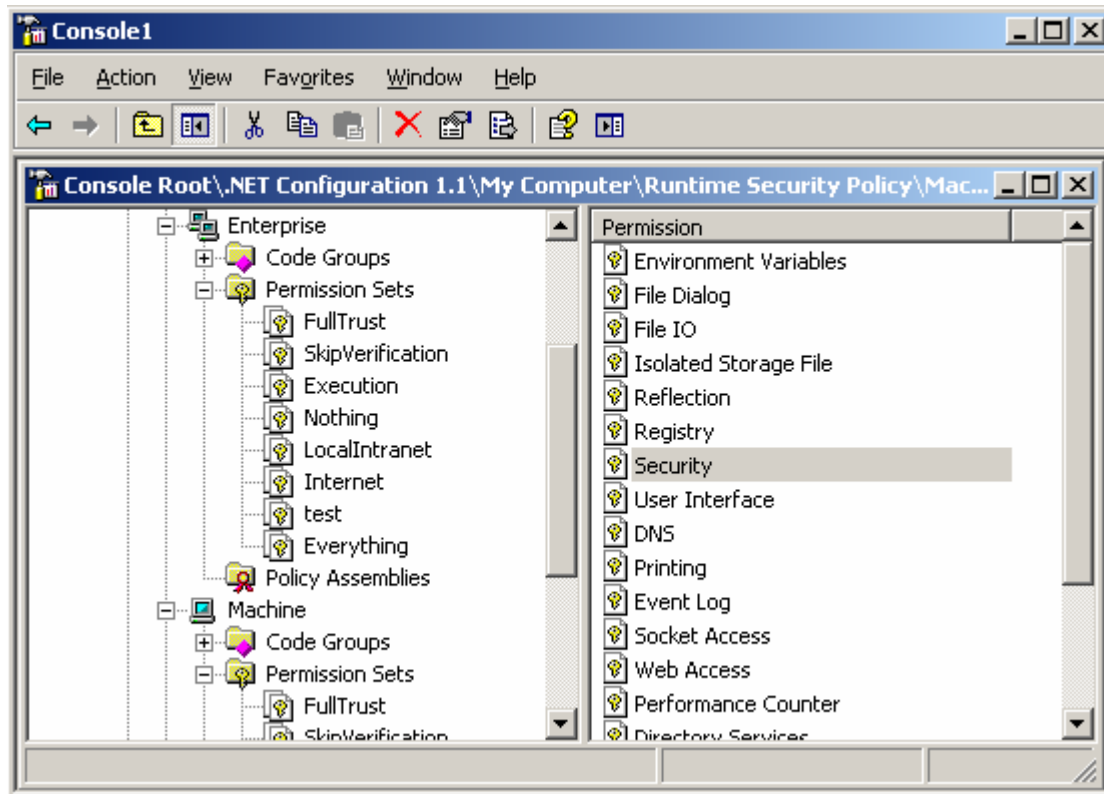 Console1
File Action View Favorites Window Help
Console Root\.NET Configuration 1.1\My Computer\Runtime Security Policy\Mac...
Enterprise
Code Groups
Permission Sets
FullTrust
SkipVerification
Execution
Nothing
LocalIntranet
Internet
test
Everything
Policy Assemblies
Machine
Code Groups
Permission Sets
FullTrust
SkipVerification
Permission
Environment Variables
File Dialog
File IO
Isolated Storage File
Reflection
Registry
Security
User Interface
DNS
Printing
Event Log
Socket Access
Web Access
Performance Counter
Directory Services